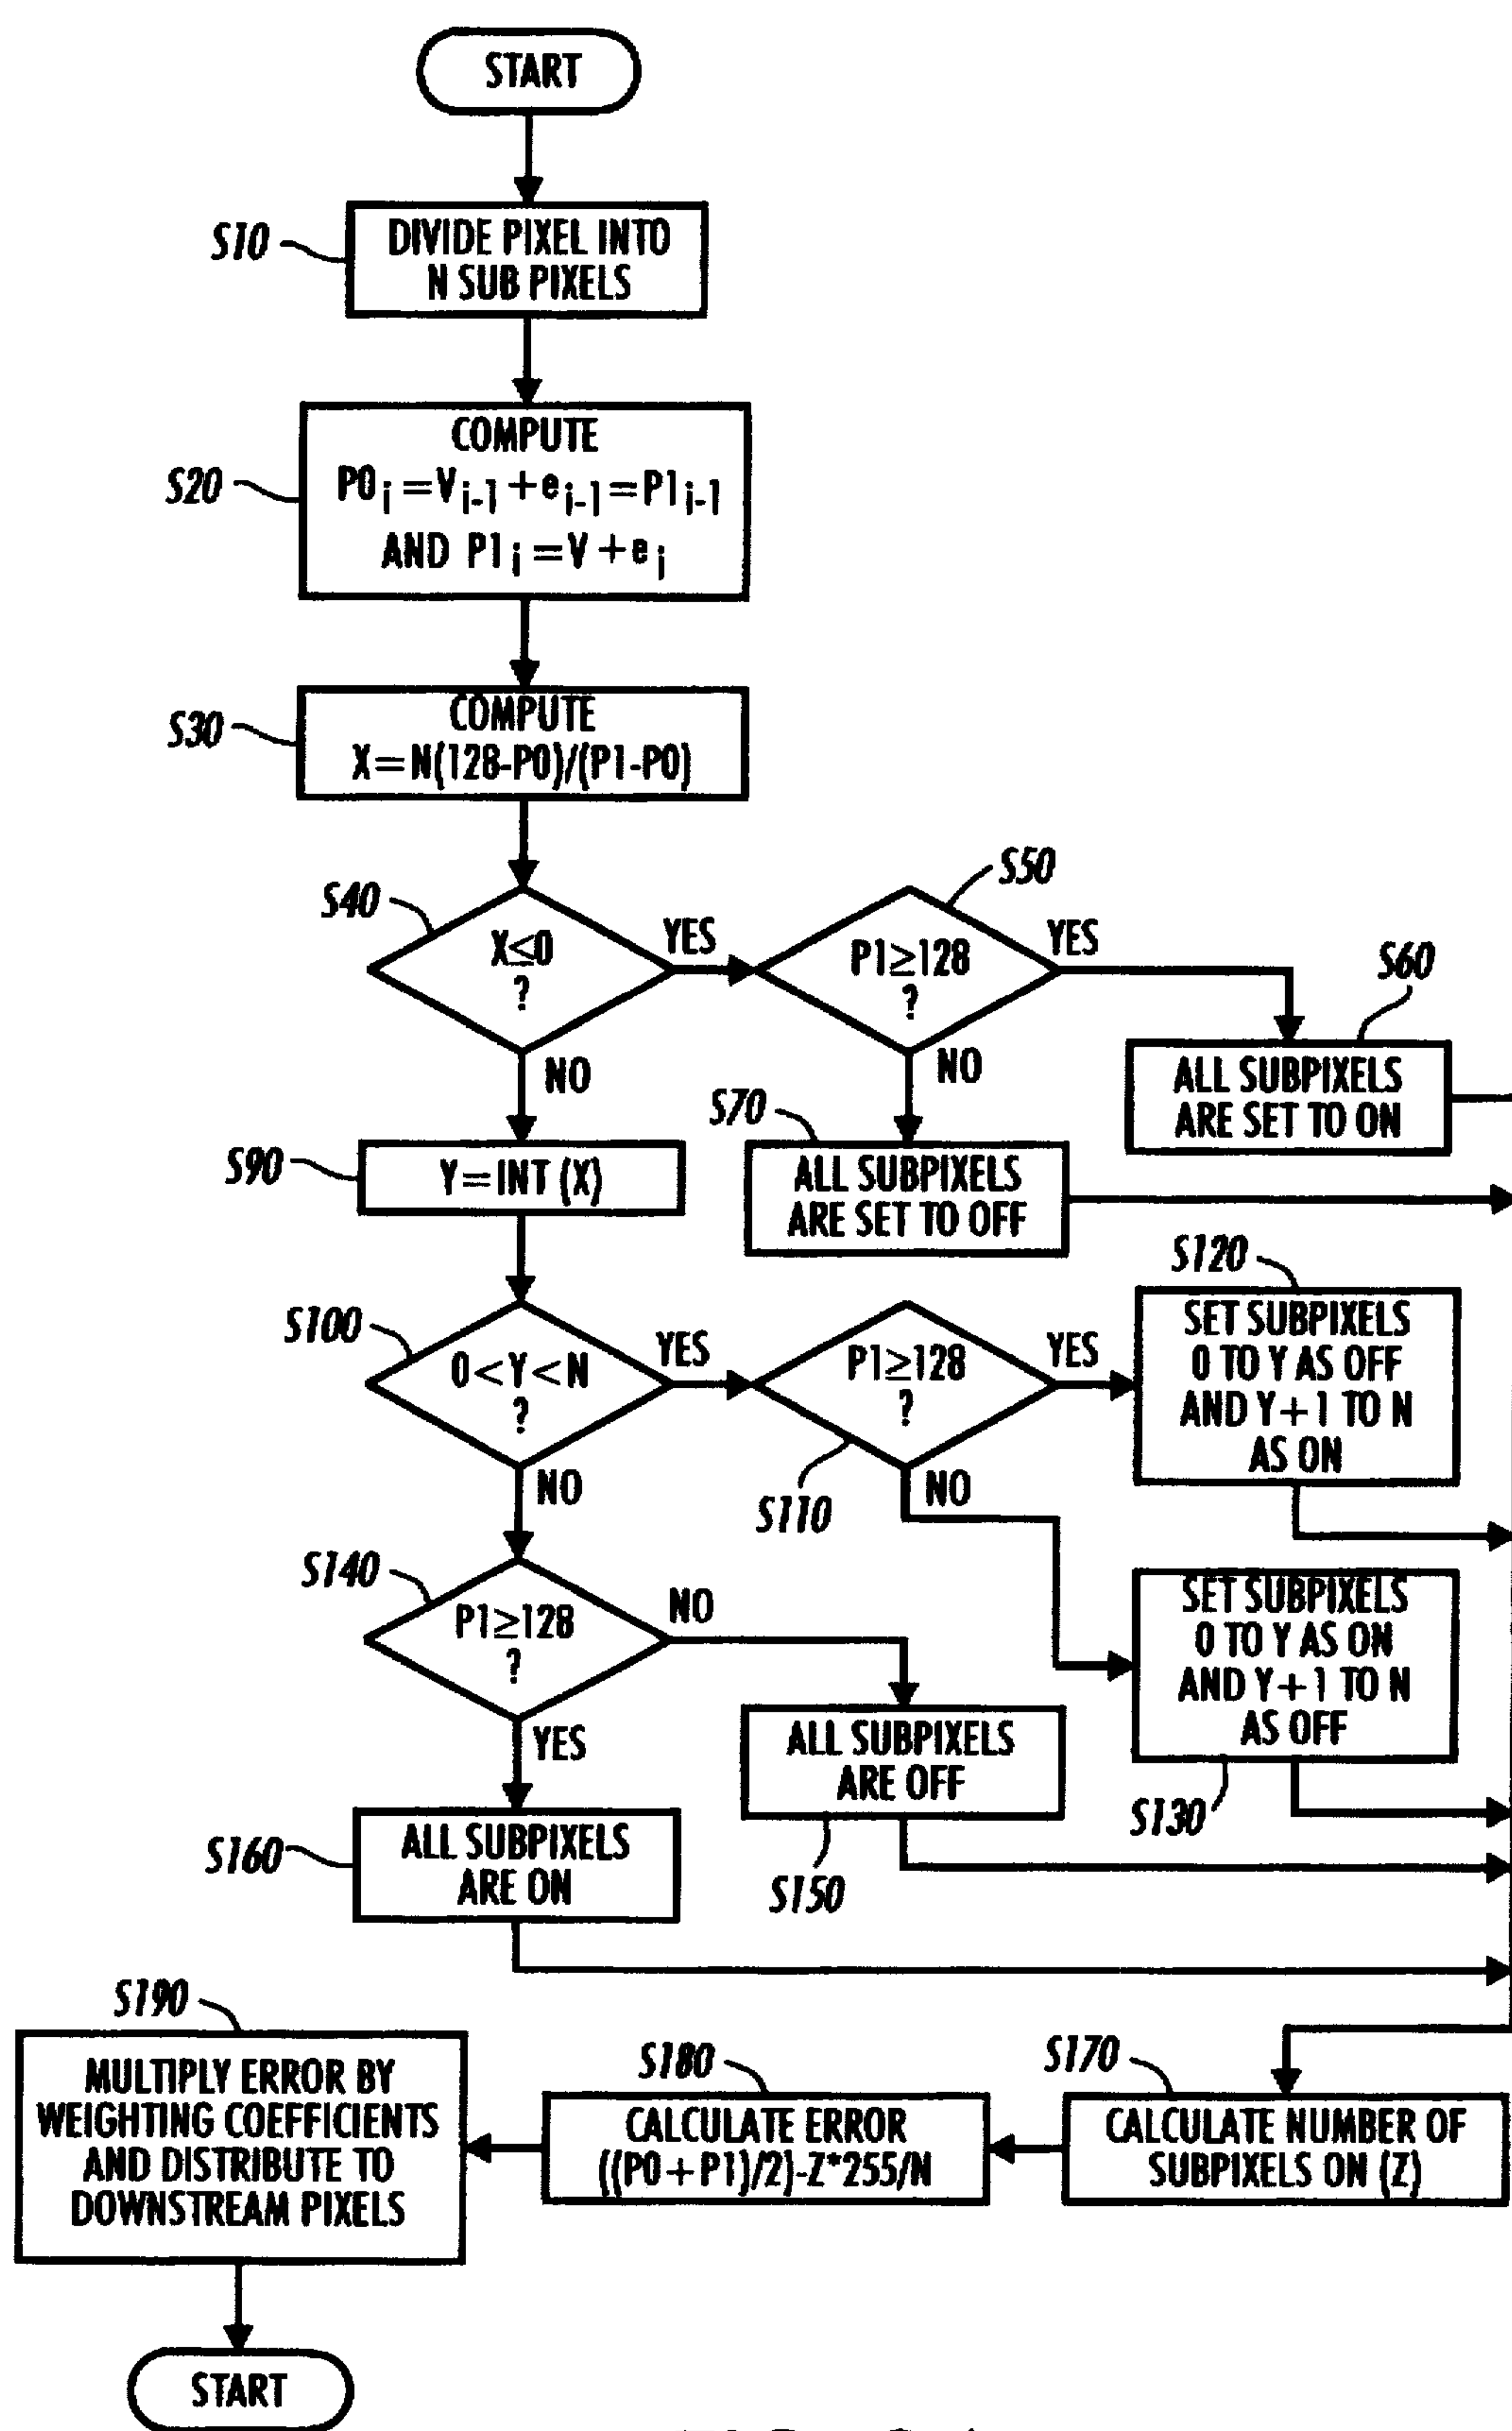 START
S10
DIVIDE PIXEL INTO
N SUB PIXELS
S20
COMPUTE
P0 i = V i-1 + e i-1 = P1 i-1
AND P1 i = V + e i
S30
COMPUTE
X=N(128-P0)/(P1-P0)
S40
X≤0
?
YES
NO
S50
P1≥128
?
YES
NO
S60
ALL SUBPIXELS
ARE SET TO ON
S70
ALL SUBPIXELS
ARE SET TO OFF
S90
Y=INT (X)
S100
0<Y<N
?
YES
NO
S110
P1≥128
?
YES
NO
S120
SET SUBPIXELS
0 TO Y AS OFF
AND Y+1 TO N
AS ON
S130
SET SUBPIXELS
0 TO Y AS ON
AND Y+1 TO N
AS OFF
S140
P1≥128
?
NO
YES
S150
ALL SUBPIXELS
ARE OFF
S160
ALL SUBPIXELS
ARE ON
S170
CALCULATE NUMBER OF
SUBPIXELS ON (Z)
S180
CALCULATE ERROR
((P0+P1)/2)-Z*255/N
S190
MULTIPLY ERROR BY
WEIGHTING COEFFICIENTS
AND DISTRIBUTE TO
DOWNSTREAM PIXELS
START